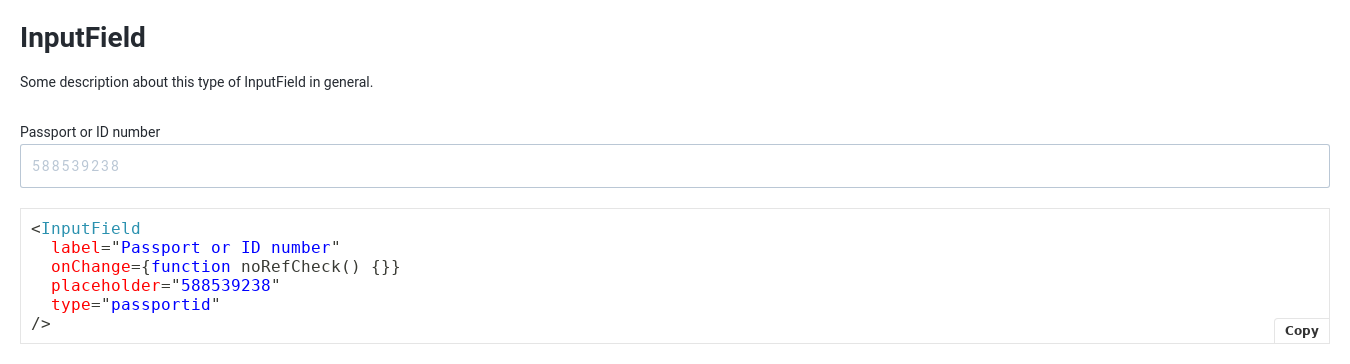 InputField
Some description about this type of InputField in general.
Passport or ID number
588539238
<InputField
  label="Passport or ID number"
  onChange={function noRefCheck() {}}
  placeholder="588539238"
  type="passportid"
/>
Copy